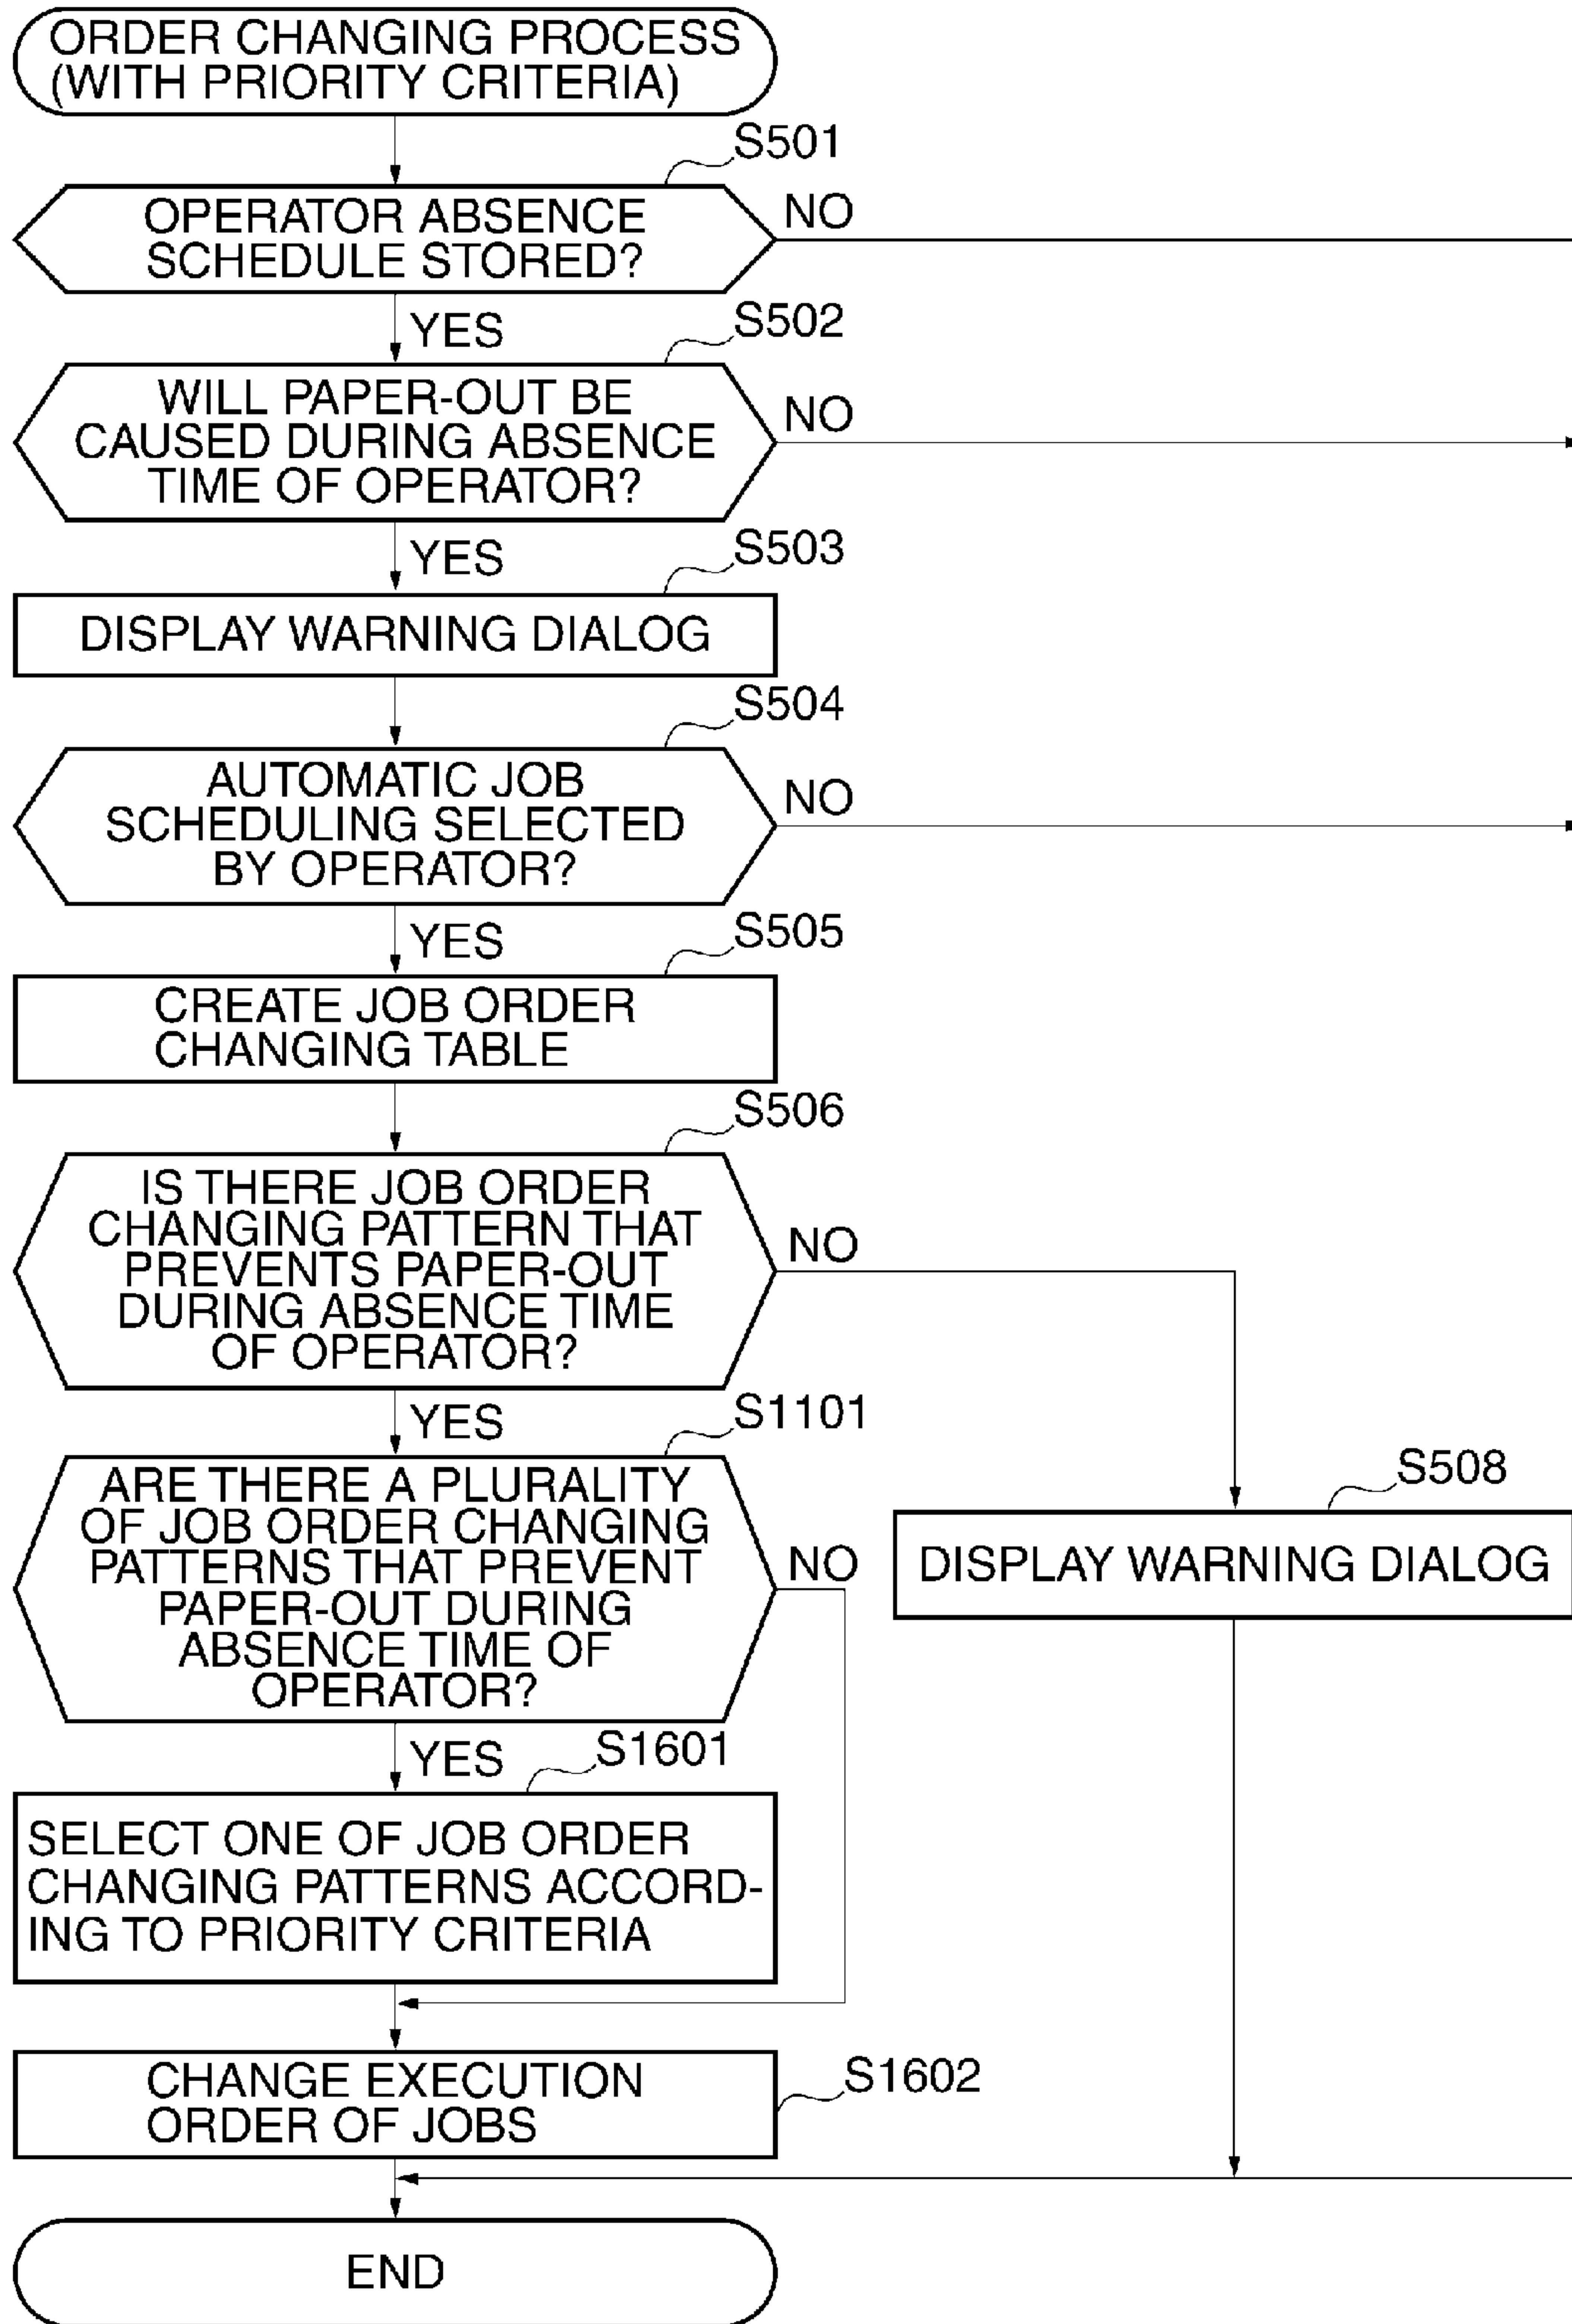 ORDER CHANGING PROCESS
(WITH PRIORITY CRITERIA)
S501
OPERATOR ABSENCE
SCHEDULE STORED?
NO
YES
S502
WILL PAPER-OUT BE
CAUSED DURING ABSENCE
TIME OF OPERATOR?
NO
YES
S503
DISPLAY WARNING DIALOG
S504
AUTOMATIC JOB
SCHEDULING SELECTED
BY OPERATOR?
NO
YES
S505
CREATE JOB ORDER
CHANGING TABLE
S506
IS THERE JOB ORDER
CHANGING PATTERN THAT
PREVENTS PAPER-OUT
DURING ABSENCE TIME
OF OPERATOR?
NO
YES
S1101
ARE THERE A PLURALITY
OF JOB ORDER CHANGING
PATTERNS THAT PREVENT
PAPER-OUT DURING
ABSENCE TIME OF
OPERATOR?
NO
S508
DISPLAY WARNING DIALOG
YES
S1601
SELECT ONE OF JOB ORDER
CHANGING PATTERNS ACCORD-
ING TO PRIORITY CRITERIA
CHANGE EXECUTION
ORDER OF JOBS
S1602
END